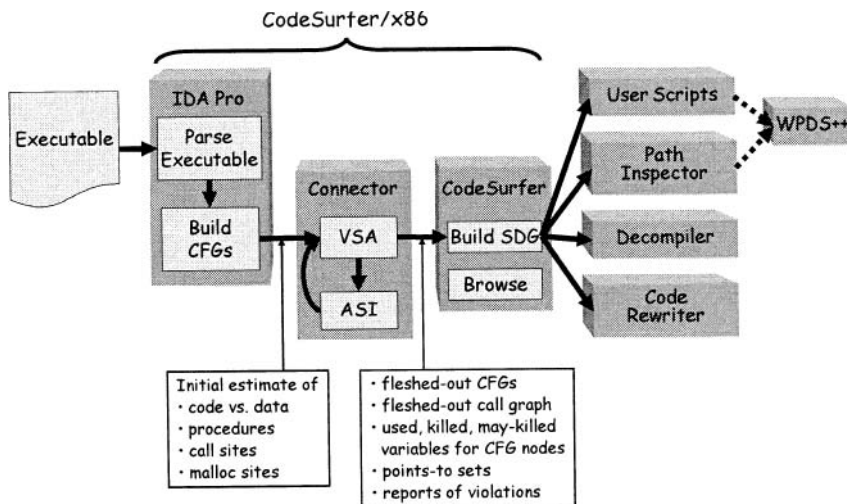 CodeSurfer/x86
IDA Pro
Executable
Parse
Executable
Build
CFGs
Connector
VSA
ASI
CodeSurfer
Build SDG
Browse
User Scripts
Path
Inspector
Decompiler
Code
Rewriter
WPDS++
Initial estimate of
• code vs. data
• procedures
• call sites
• malloc sites
• fleshed-out CFGs
• fleshed-out call graph
• used, killed, may-killed
variables for CFG nodes
• points-to sets
• reports of violations